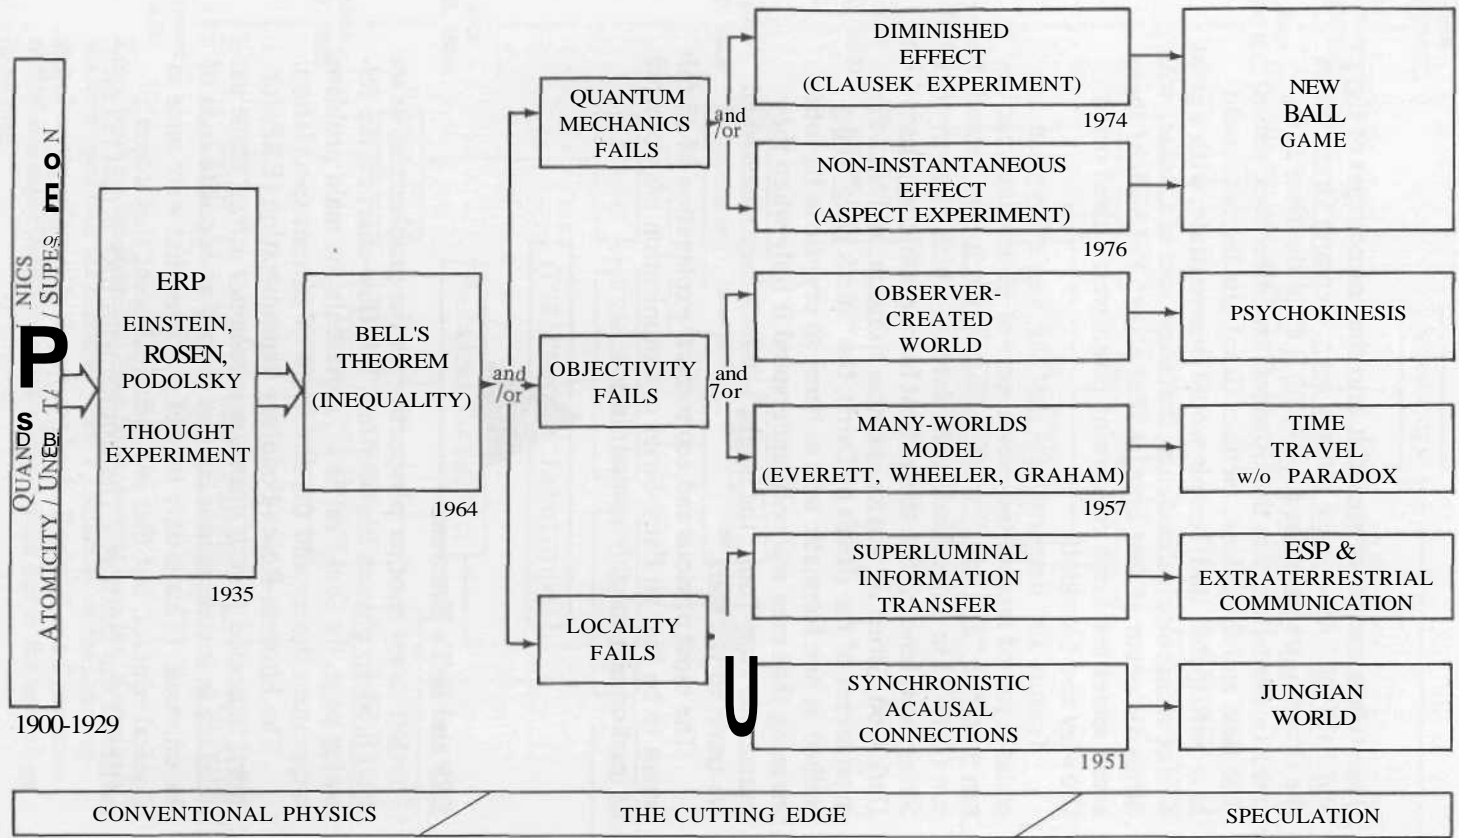 QUAN NICS
ATOMICITY /
P
1900-1929
ERP
EINSTEIN,
ROSEN,
PODOLSKY
THOUGHT
EXPERIMENT
1935
BELL'S
THEOREM
(INEQUALITY)
1964
and
/or
QUANTUM
MECHANICS
FAILS
and
/or
DIMINISHED
EFFECT
(CLAUSEK EXPERIMENT)
1974
NON-INSTANTANEOUS
EFFECT
(ASPECT EXPERIMENT)
1976
NEW
BALL
GAME
OBJECTIVITY
FAILS
and
7or
OBSERVER-
CREATED
WORLD
PSYCHOKINESIS
MANY-WORLDS
MODEL
(EVERETT, WHEELER, GRAHAM)
1957
TIME
TRAVEL
w/o PARADOX
LOCALITY
FAILS
U
SUPERLUMINAL
INFORMATION
TRANSFER
ESP &
EXTRATERRESTRIAL
COMMUNICATION
SYNCHRONISTIC
ACAUSAL
CONNECTIONS
1951
JUNGIAN
WORLD
CONVENTIONAL PHYSICS
THE CUTTING EDGE
SPECULATION